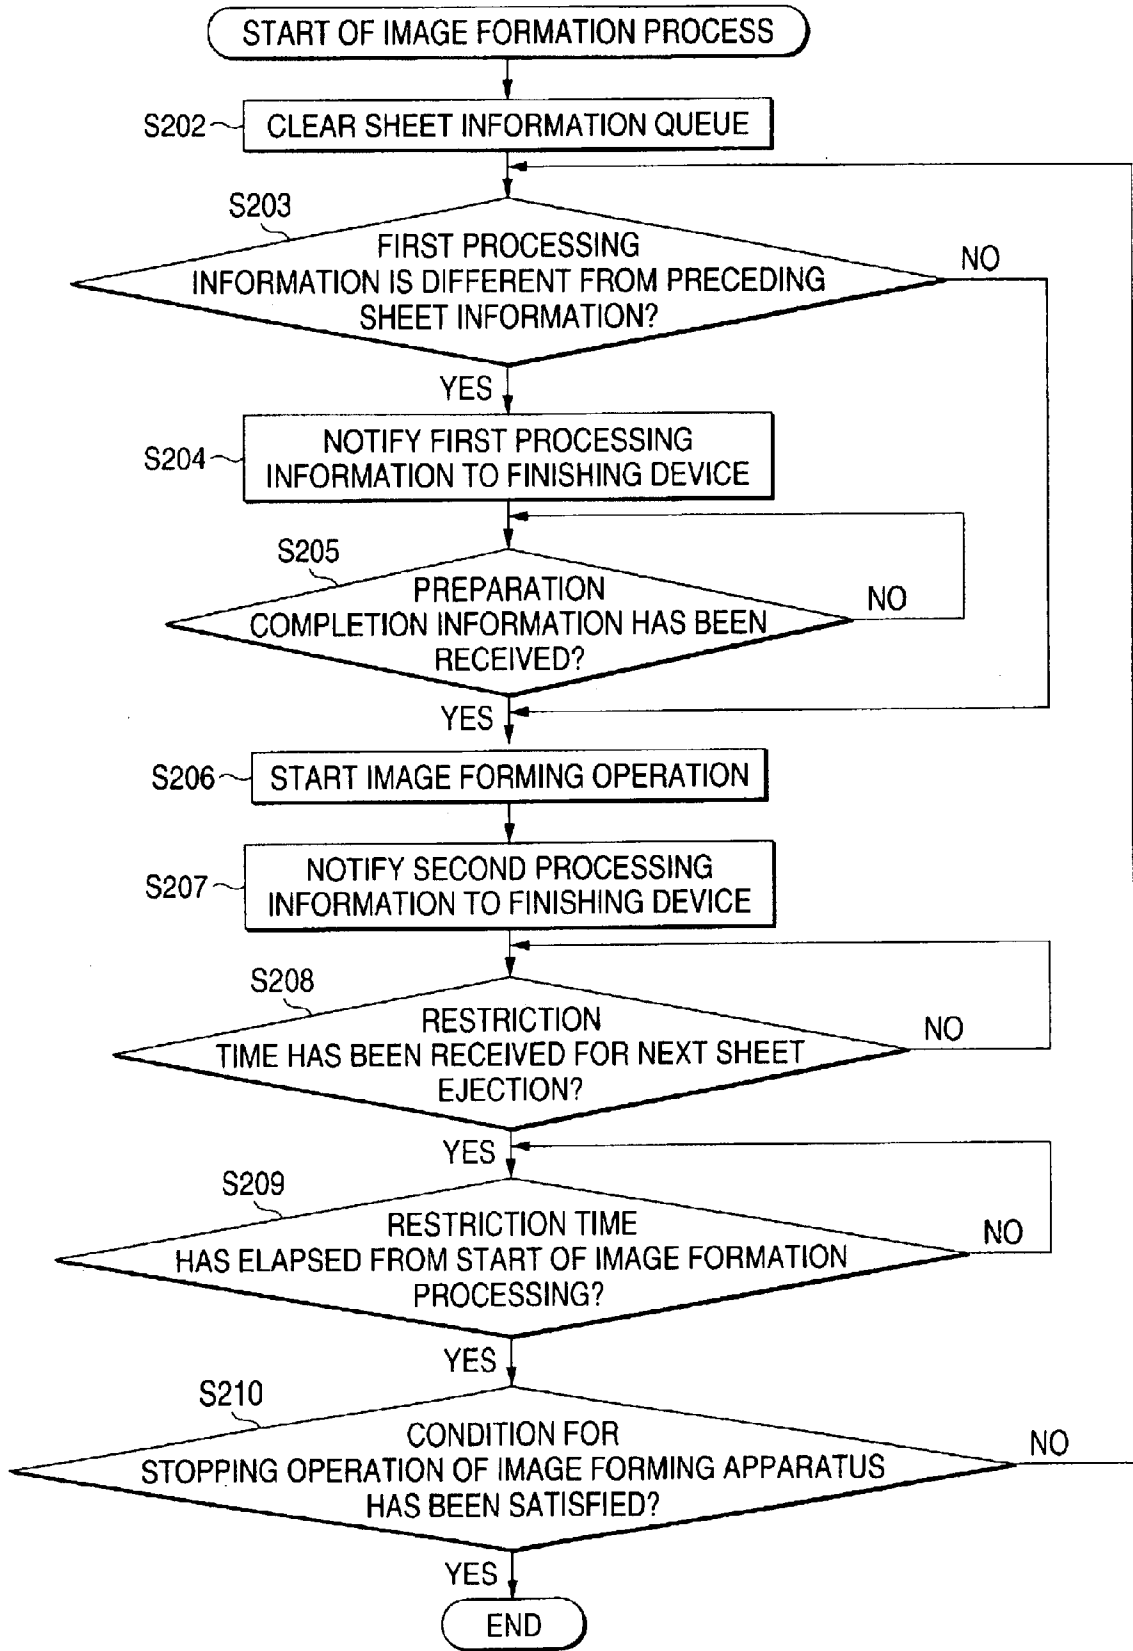 START OF IMAGE FORMATION PROCESS
S202
CLEAR SHEET INFORMATION QUEUE
S203
FIRST PROCESSING
INFORMATION IS DIFFERENT FROM PRECEDING
SHEET INFORMATION?
NO
YES
S204
NOTIFY FIRST PROCESSING
INFORMATION TO FINISHING DEVICE
S205
PREPARATION
COMPLETION INFORMATION HAS BEEN
RECEIVED?
NO
YES
S206
START IMAGE FORMING OPERATION
S207
NOTIFY SECOND PROCESSING
INFORMATION TO FINISHING DEVICE
S208
RESTRICTION
TIME HAS BEEN RECEIVED FOR NEXT SHEET
EJECTION?
NO
YES
S209
RESTRICTION TIME
HAS ELAPSED FROM START OF IMAGE FORMATION
PROCESSING?
NO
YES
S210
CONDITION FOR
STOPPING OPERATION OF IMAGE FORMING APPARATUS
HAS BEEN SATISFIED?
NO
YES
END